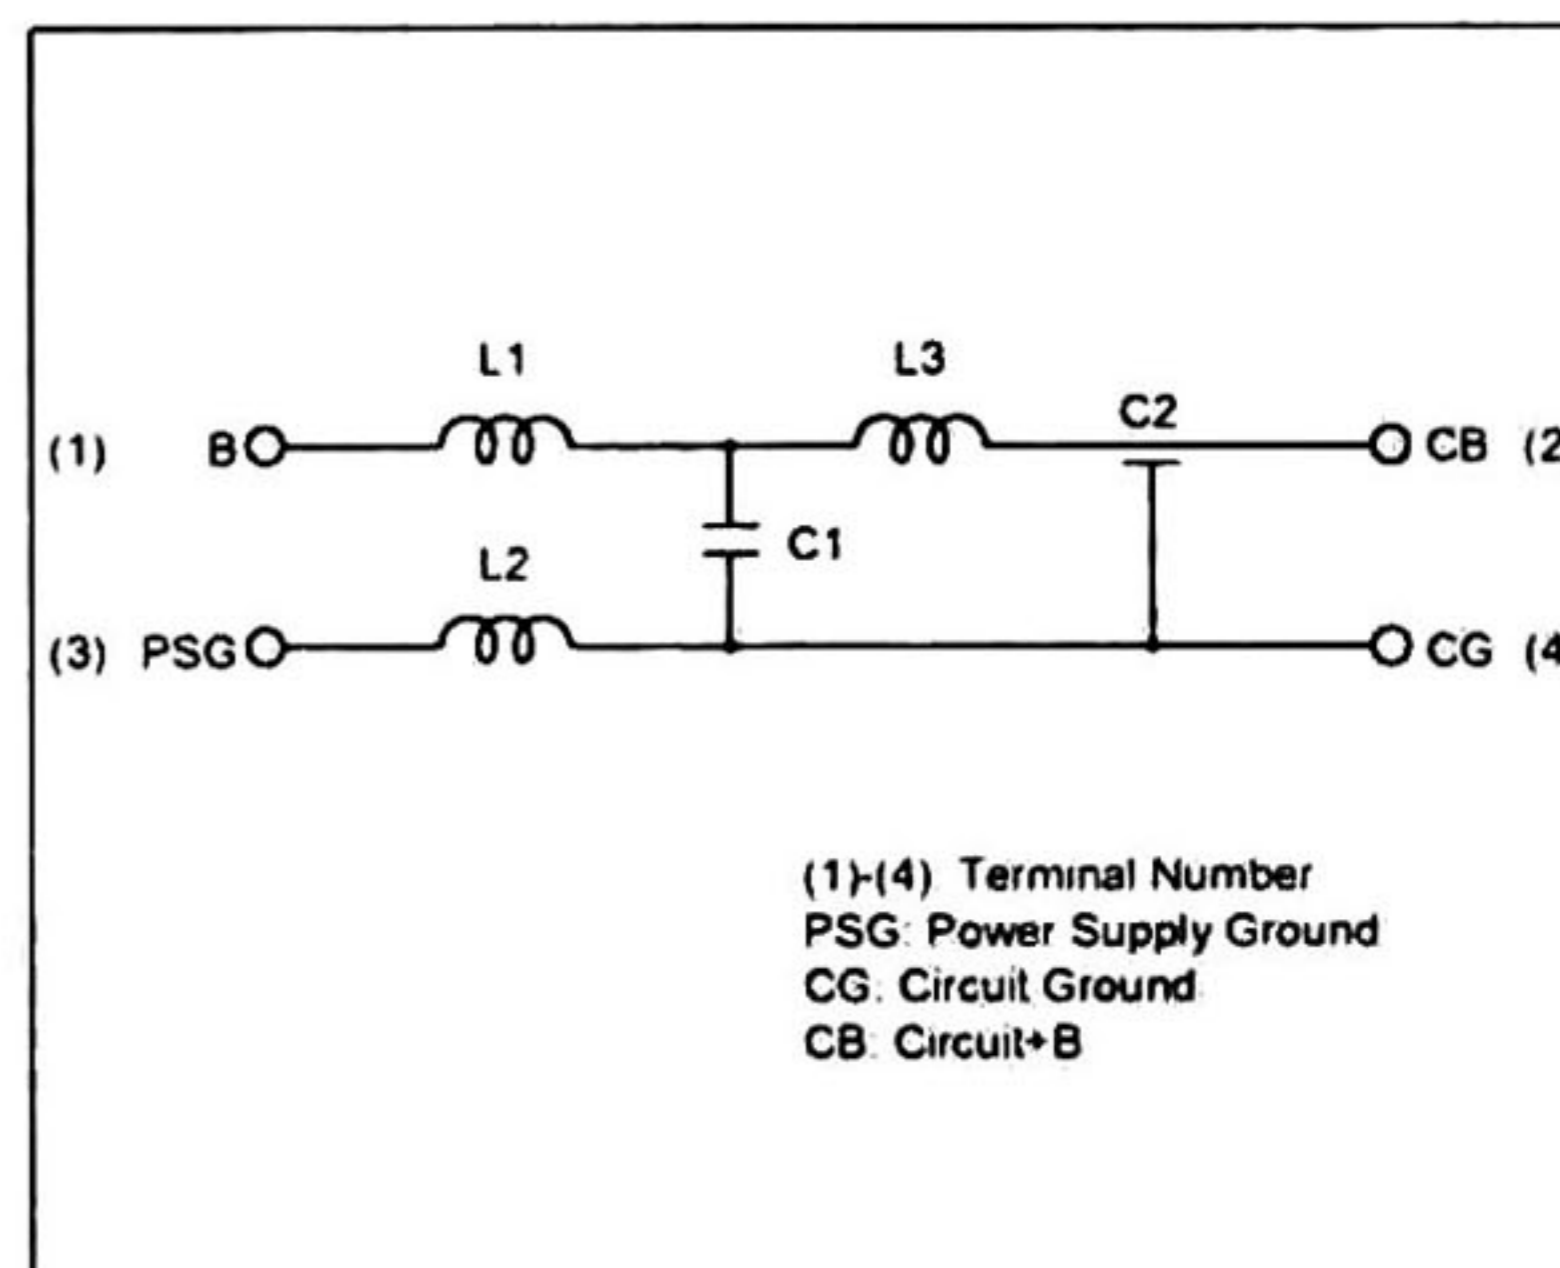 L1 L3
C2
(1) B CB (2
C1
L2
(3) PSG CG (4
(1)-(4) Terminal Number
PSG: Power Supply Ground
CG: Circuit Ground
CB: Circuit+B